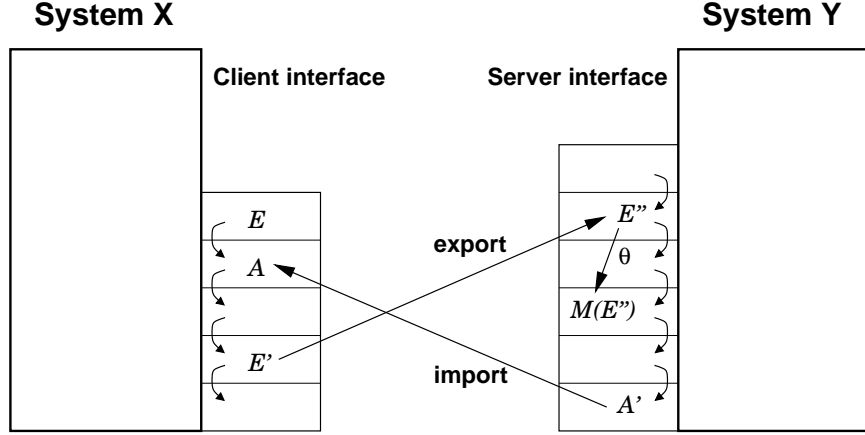 System X
System Y
Client interface
Server interface
E
E”
export
θ
A
M(E”)
E’
import
A’